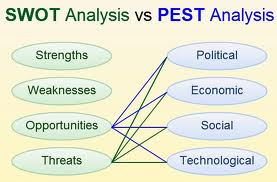 SWOT Analysis vs PEST Analysis
Strengths
Political
Weaknesses
Economic
Opportunities
Social
Threats
Technological